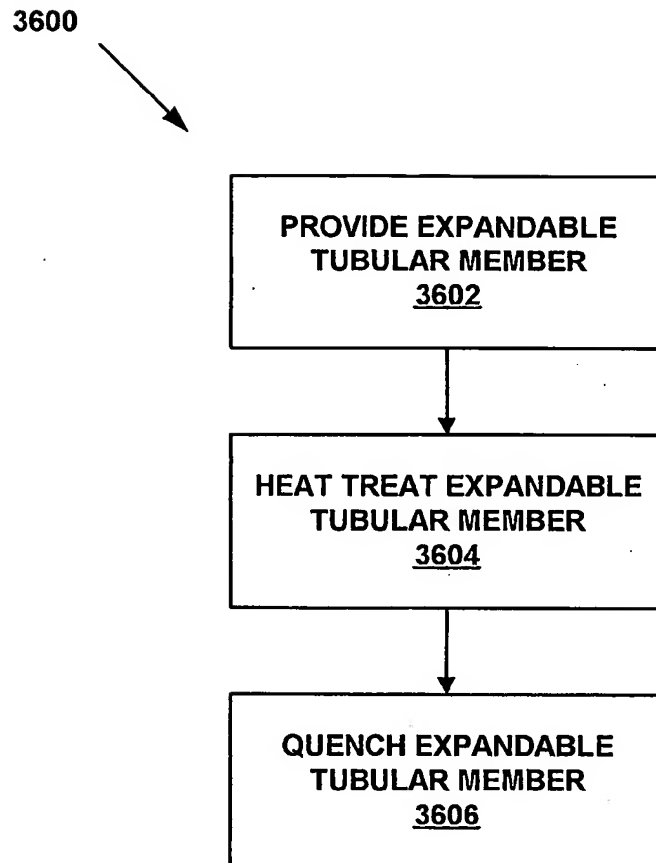 3600
PROVIDE EXPANDABLE
TUBULAR MEMBER
3602
HEAT TREAT EXPANDABLE
TUBULAR MEMBER
3604
QUENCH EXPANDABLE
TUBULAR MEMBER
3606